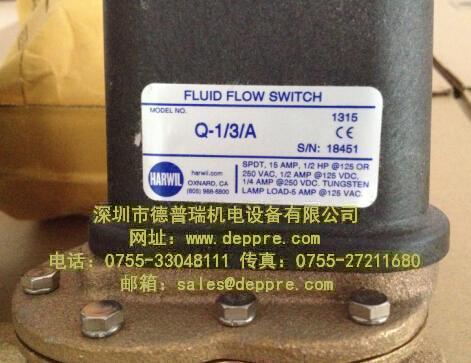 FLUID FLOW SWITCH
MODEL NO.
Q-1/3/A
1315
CE
S/N: 18451
HARWIL
harwil.com
OXNARD, CA
(805) 988-6800
SPDT, 15 AMP, 1/2 HP @125 OR
250 VAC, 1/2 AMP @125 VDC,
1/4 AMP @250 VDC. TUNGSTEN
LAMP LOAD-5 AMP @125 VAC.
深圳市德普瑞机电设备有限公司
网址：www.deppre.com
电话：0755-33048111 传真：0755-27211680
邮箱：sales@deppre.com